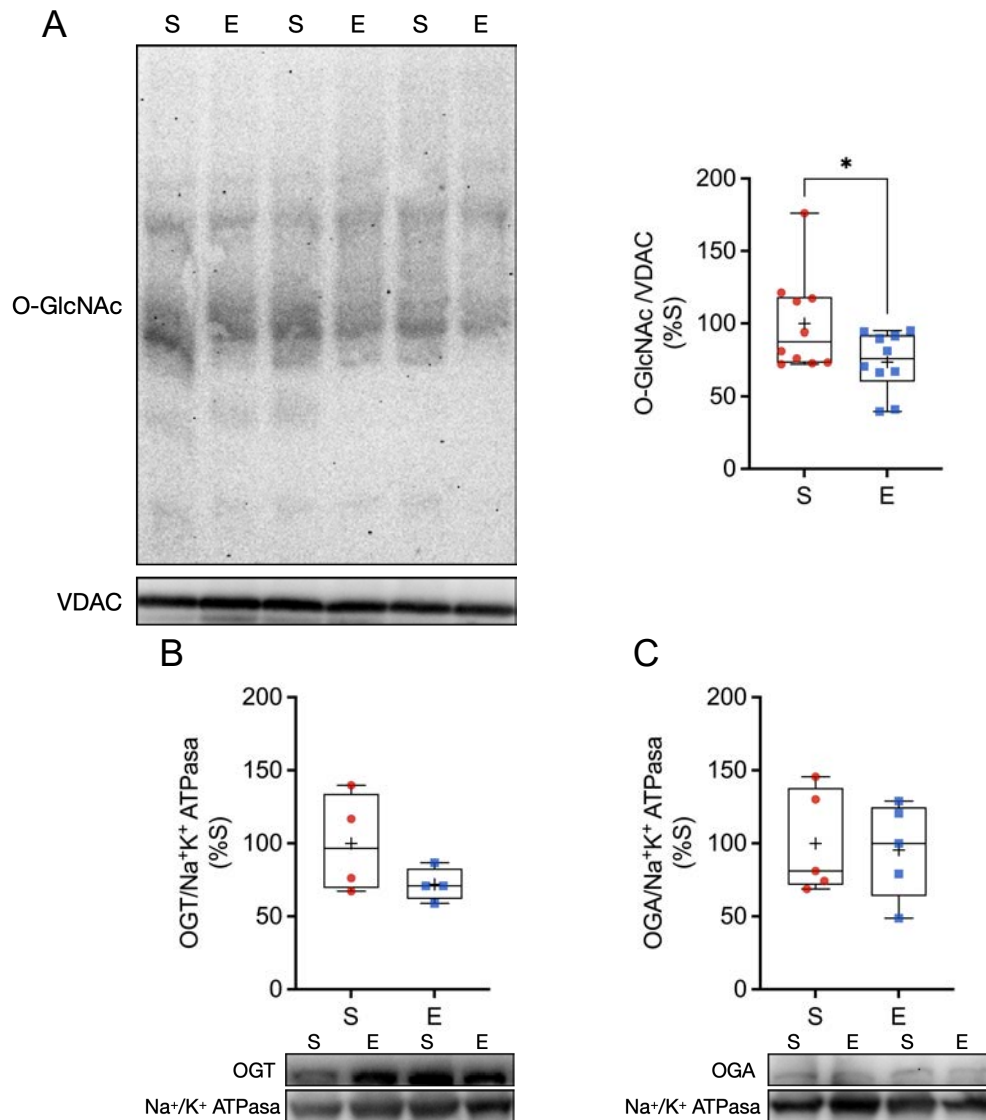 A
S E S E S E
O-GlcNAc
VDAC
O-GlcNAc /VDAC
(%S)
200
150
100
50
0
*
S E
B
OGT/Na⁺K⁺ ATPasa
(%S)
200
150
100
50
0
S E
S E S E
OGT
Na⁺/K⁺ ATPasa
C
OGA/Na⁺K⁺ ATPasa
(%S)
200
150
100
50
0
S E
S E S E
OGA
Na⁺/K⁺ ATPasa